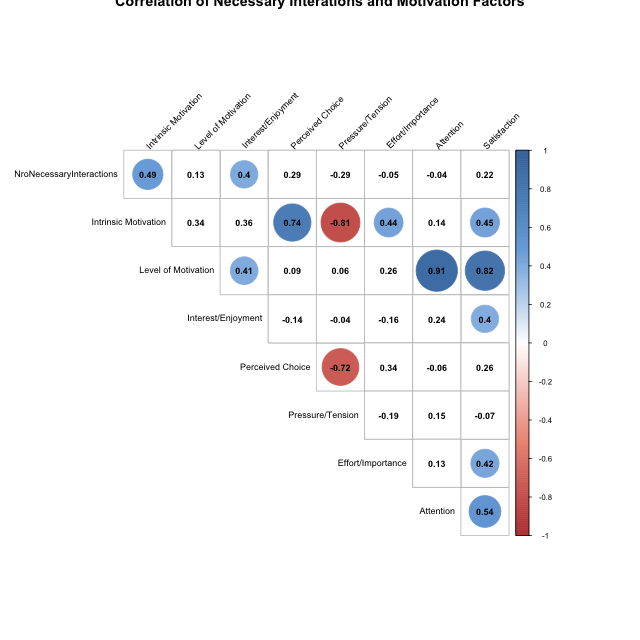 Correlation of Necessary Interations and Motivation Factors
Intrinsic Motivation
Level of Motivation
Interest/Enjoyment
Perceived Choice
Pressure/Tension
Effort/Importance
Attention
Satisfaction
NroNecessaryInteractions 0.49 0.13 0.4 0.29 -0.29 -0.05 -0.04 0.22
Intrinsic Motivation 0.34 0.36 0.74 -0.81 0.44 0.14 0.45
Level of Motivation 0.41 0.09 0.06 0.26 0.91 0.82
Interest/Enjoyment -0.14 -0.04 -0.16 0.24 0.4
Perceived Choice -0.72 0.34 -0.06 0.26
Pressure/Tension -0.19 0.15 -0.07
Effort/Importance 0.13 0.42
Attention 0.54
1
0.8
0.6
0.4
0.2
0
-0.2
-0.4
-0.6
-0.8
-1